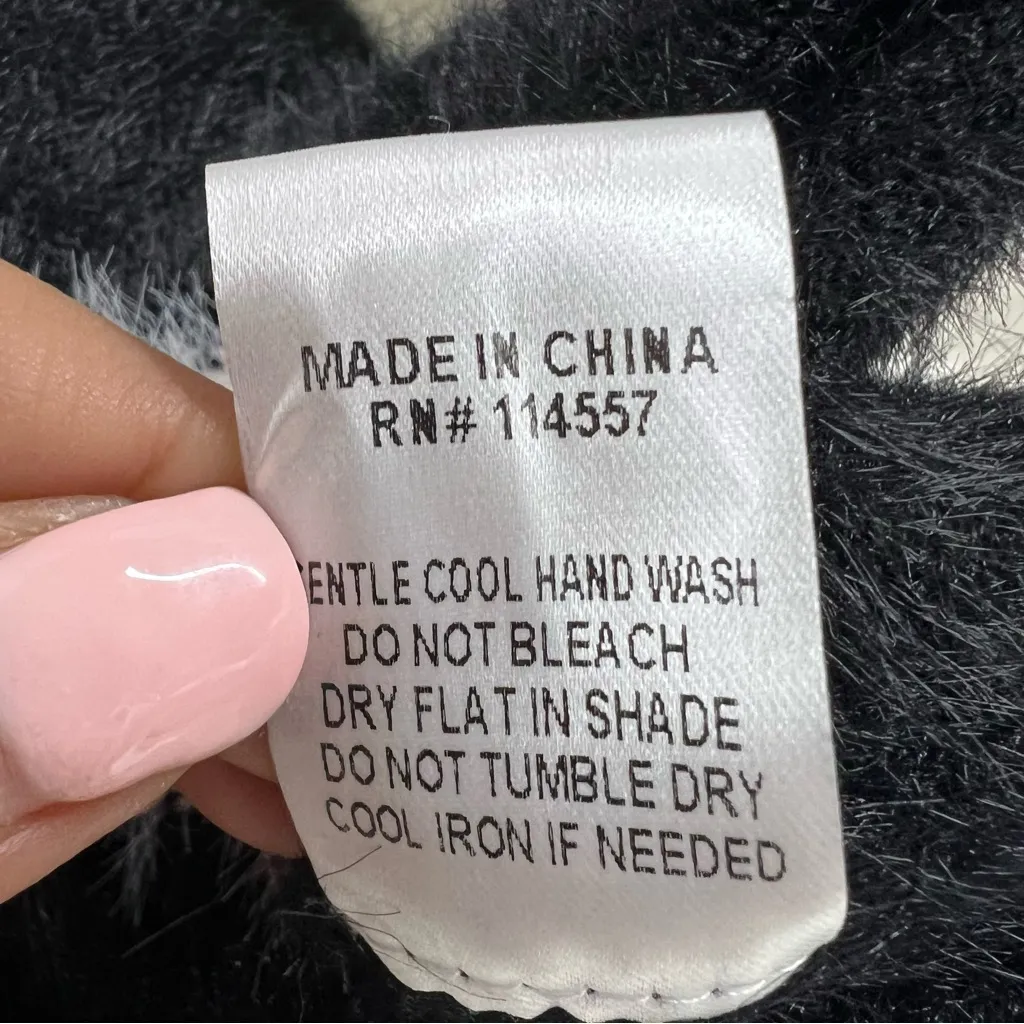 MADE IN CHINA
RN# 114557
GENTLE COOL HAND WASH
DO NOT BLEACH
DRY FLAT IN SHADE
DO NOT TUMBLE DRY
COOL IRON IF NEEDED